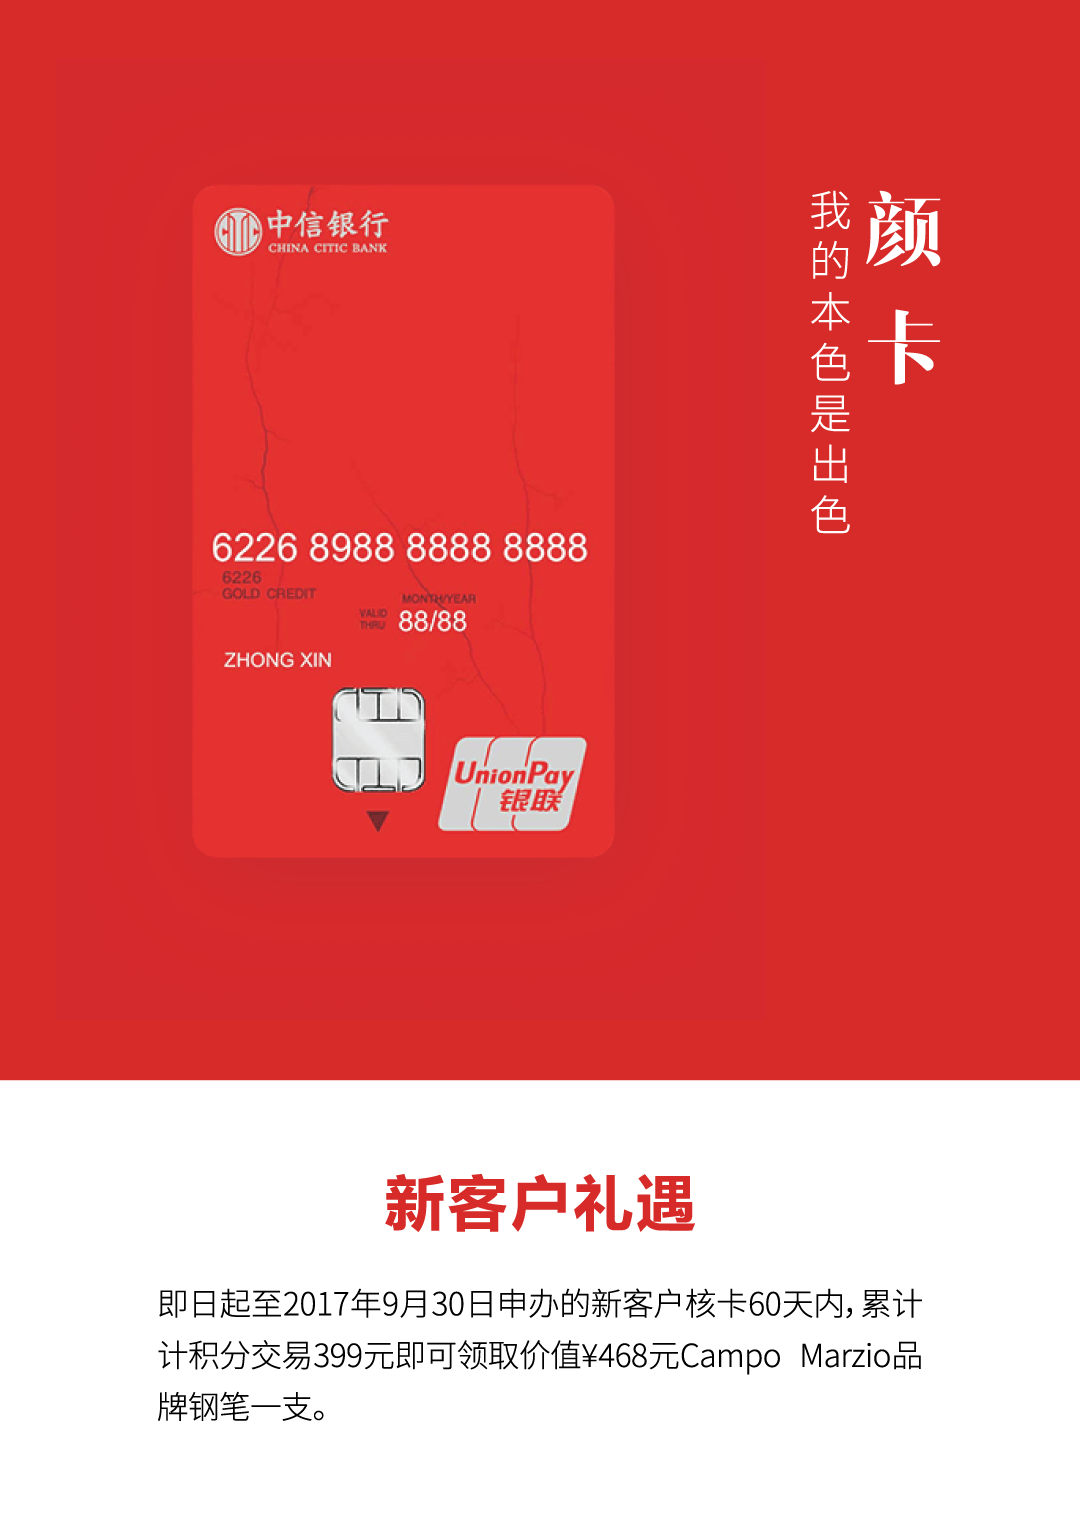 颜卡
我的本色是出色
中信银行
CHINA CITIC BANK
6226 8988 8888 8888
6226
GOLD CREDIT
MONTH/YEAR
VALID
THRU
88/88
ZHONG XIN
UnionPay
银联
新客户礼遇
即日起至2017年9月30日申办的新客户核卡60天内，累计
计积分交易399元即可领取价值¥468元Campo Marzio品
牌钢笔一支。